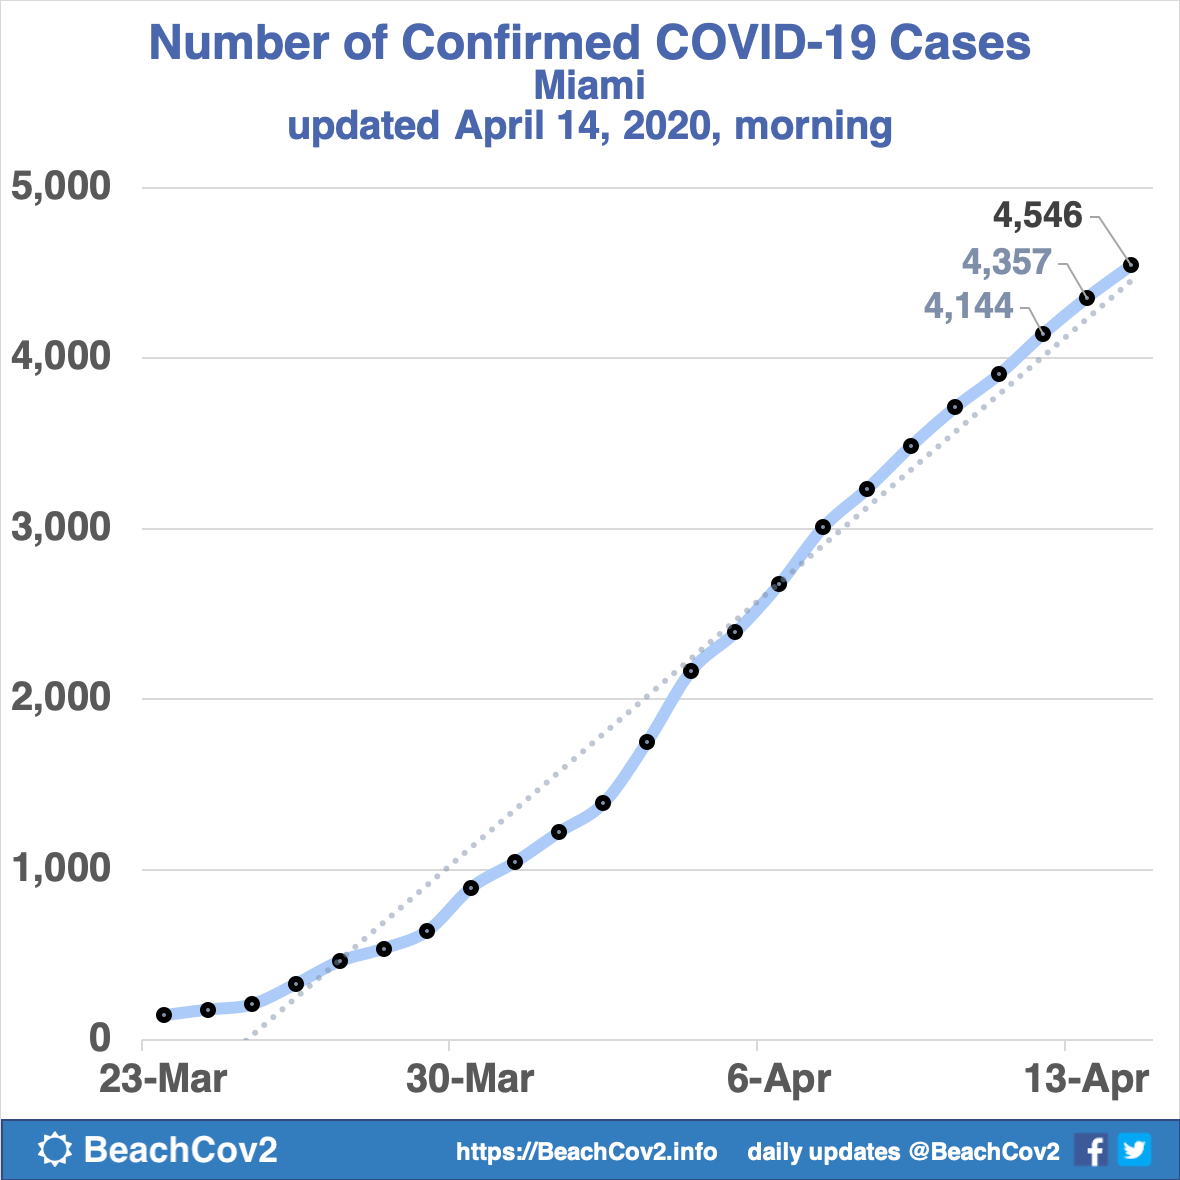 Number of Confirmed COVID-19 Cases
Miami
updated April 14, 2020, morning
5,000
4,546
4,357
4,144
4,000
3,000
2,000
1,000
0
23-Mar 30-Mar 6-Apr 13-Apr
BeachCov2 https://BeachCov2.info daily updates @BeachCov2